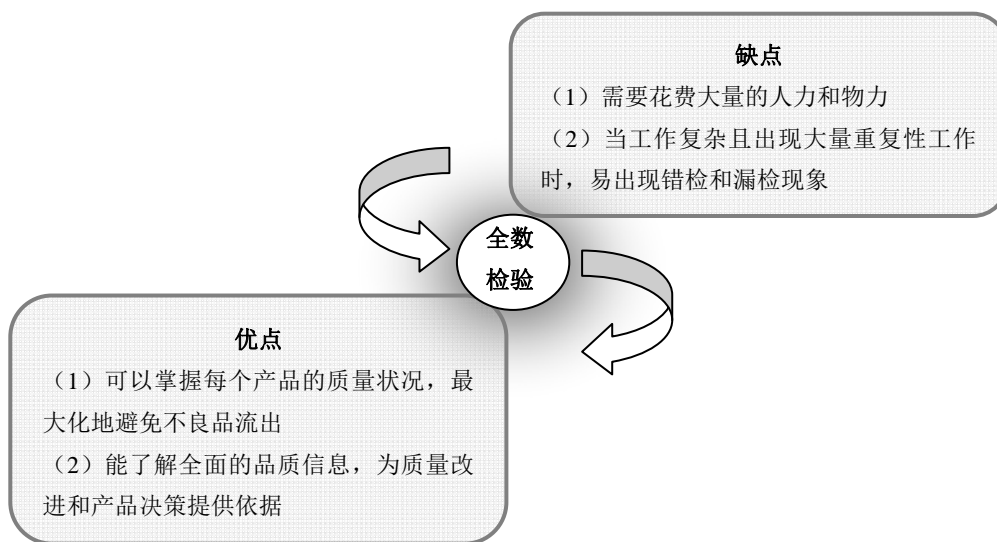 缺点
（1）需要花费大量的人力和物力
（2）当工作复杂且出现大量重复性工作
时，易出现错检和漏检现象
全数
检验
优点
（1）可以掌握每个产品的质量状况，最
大化地避免不良品流出
（2）能了解全面的品质信息，为质量改
进和产品决策提供依据